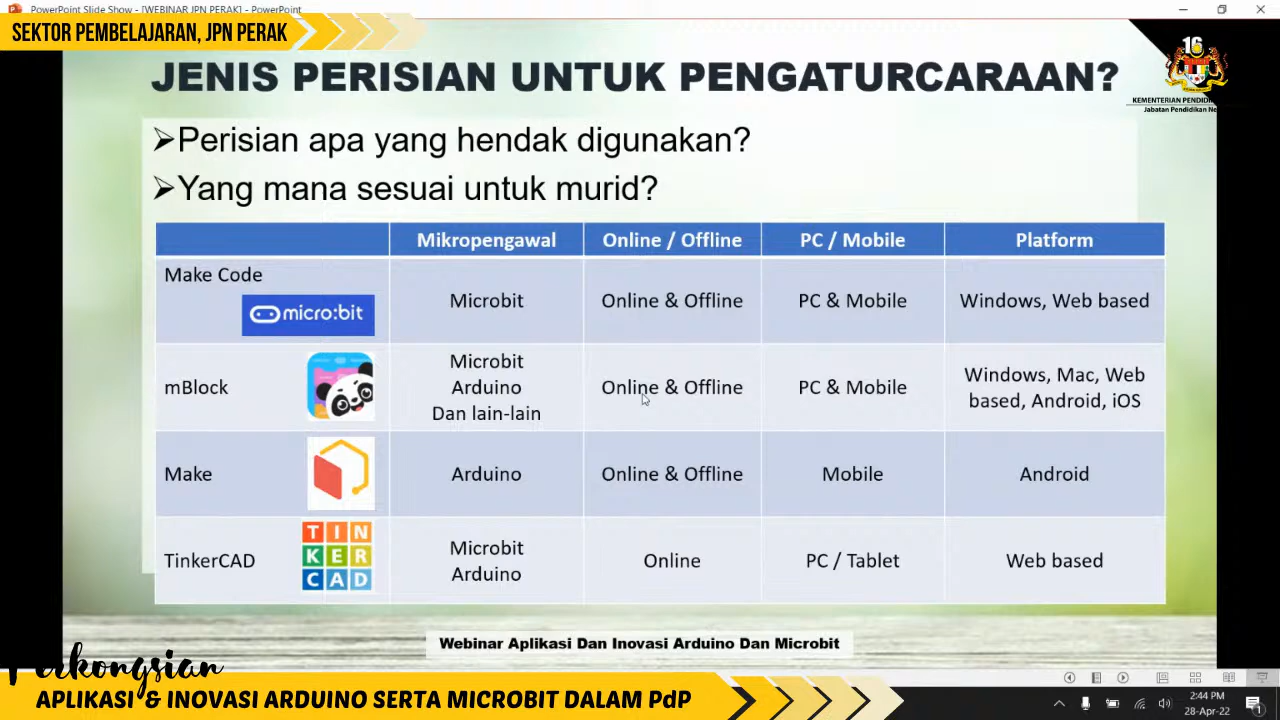 PowerPoint Slide Show - [WEBINAR JPN PERAK] - PowerPoint
SEKTOR PEMBELAJARAN, JPN PERAK
16
KEMENTERIAN PENDIDI
Jabatan Pendidikan Ne
JENIS PERISIAN UNTUK PENGATURCARAAN?
➢Perisian apa yang hendak digunakan?
➢Yang mana sesuai untuk murid?
Mikropengawal Online / Offline PC / Mobile Platform
Make Code
micro:bit
Microbit Online & Offline PC & Mobile Windows, Web based
mBlock
Microbit
Arduino
Dan lain-lain
Online & Offline PC & Mobile
Windows, Mac, Web
based, Android, iOS
Make Arduino Online & Offline Mobile Android
TinkerCAD
TIN
KER
CAD
Microbit
Arduino
Online PC / Tablet Web based
Webinar Aplikasi Dan Inovasi Arduino Dan Microbit
Perkongsian
APLIKASI & INOVASI ARDUINO SERTA MICROBIT DALAM PdP
2:44 PM
28-Apr-22
1